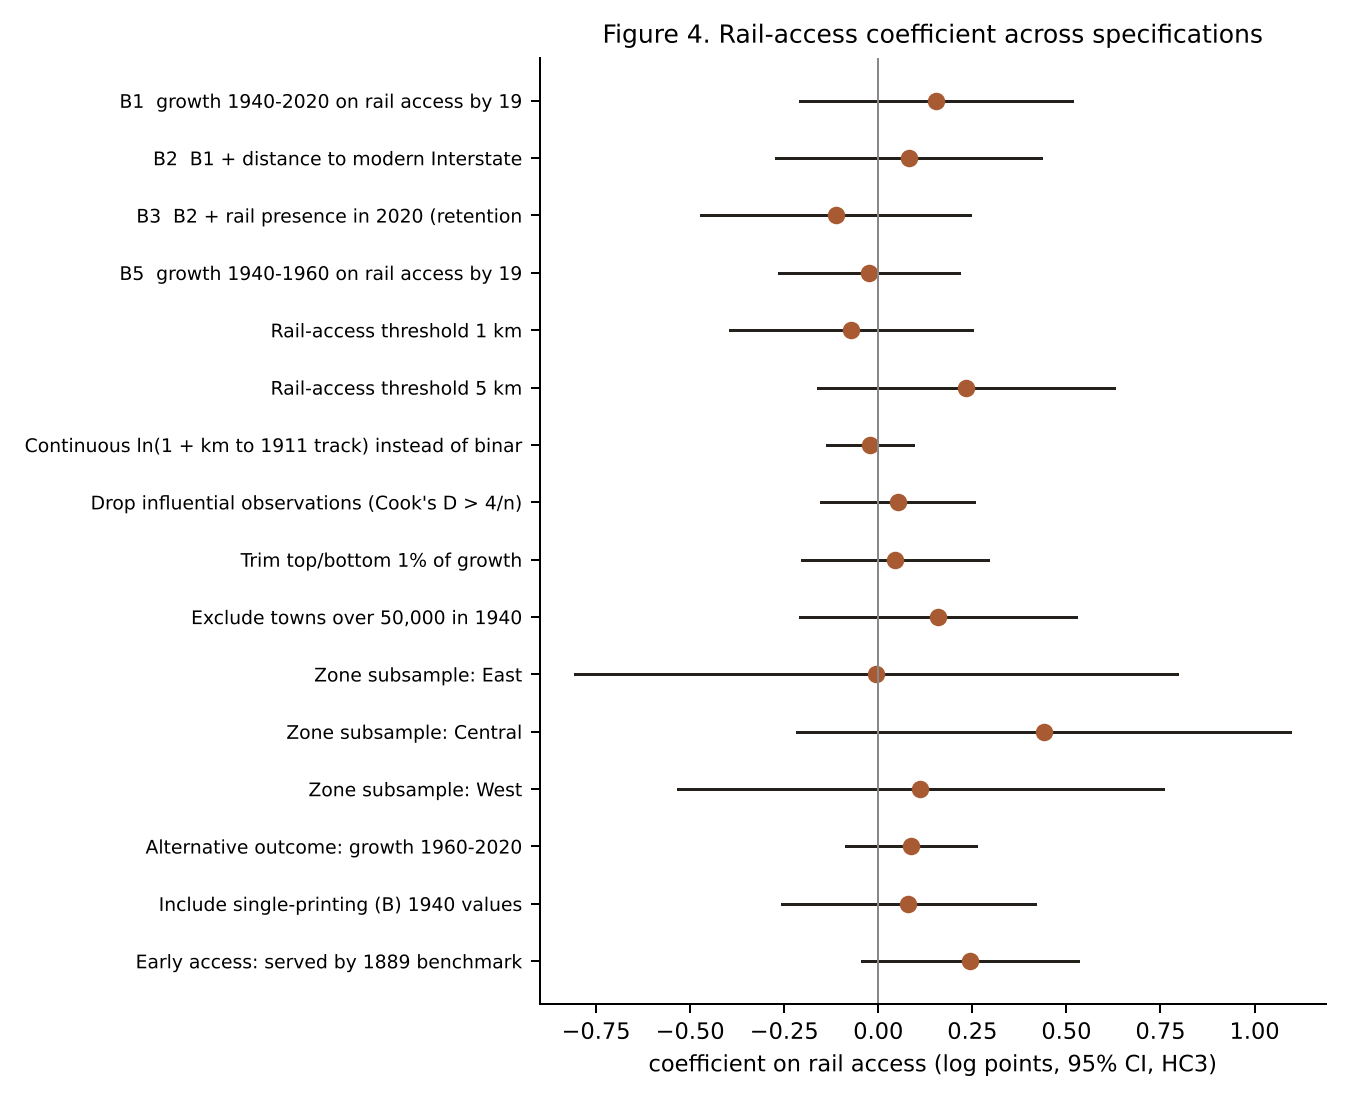 Figure 4. Rail-access coefficient across specifications
B1  growth 1940-2020 on rail access by 19
B2  B1 + distance to modern Interstate
B3  B2 + rail presence in 2020 (retention
B5  growth 1940-1960 on rail access by 19
Rail-access threshold 1 km
Rail-access threshold 5 km
Continuous ln(1 + km to 1911 track) instead of binar
Drop influential observations (Cook's D > 4/n)
Trim top/bottom 1% of growth
Exclude towns over 50,000 in 1940
Zone subsample: East
Zone subsample: Central
Zone subsample: West
Alternative outcome: growth 1960-2020
Include single-printing (B) 1940 values
Early access: served by 1889 benchmark
−0.75 −0.50 −0.25 0.00 0.25 0.50 0.75 1.00
coefficient on rail access (log points, 95% CI, HC3)